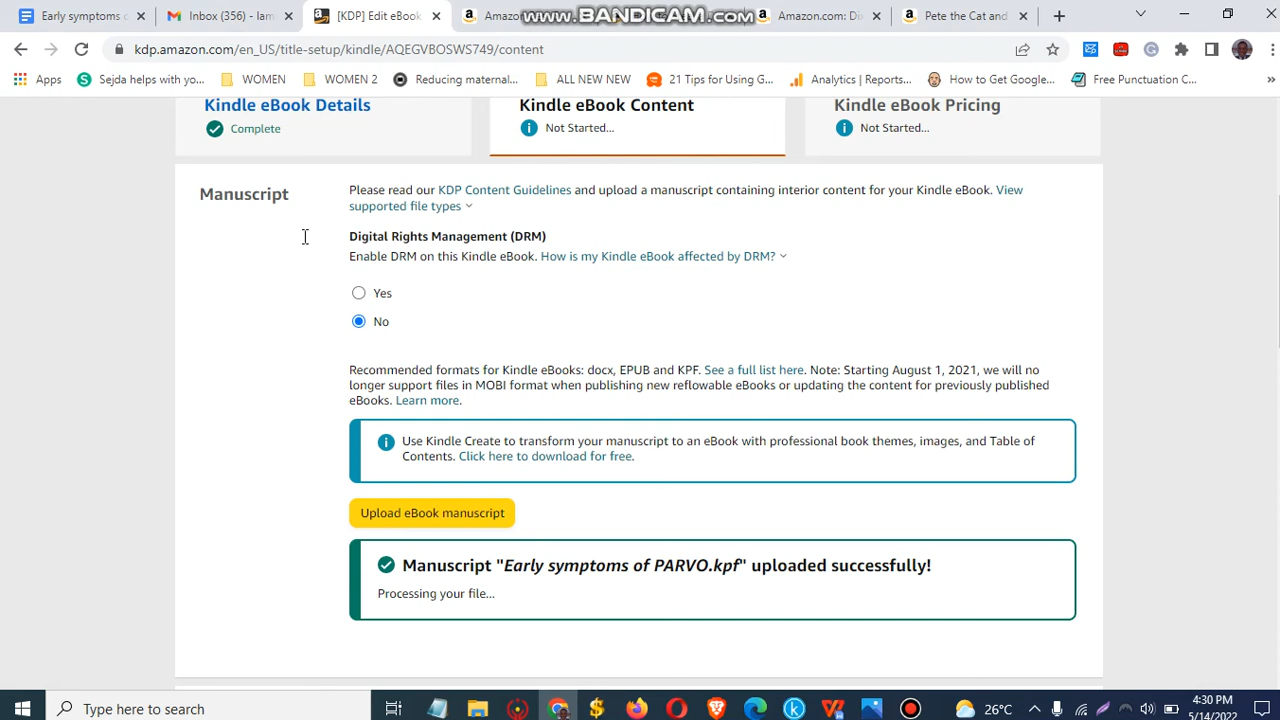 Early symptoms o
Inbox (356) - lam
[KDP] Edit eBook
Amazo
www.BANDICAM.com
Amazon.com: Di
Pete the Cat and
kdp.amazon.com/en_US/title-setup/kindle/AQEGVBOSWS749/content
Apps
Sejda helps with yo...
WOMEN
WOMEN 2
Reducing maternal...
ALL NEW NEW
21 Tips for Using G...
Analytics | Reports...
How to Get Google...
Free Punctuation C...
»
Kindle eBook Details
Complete
Kindle eBook Content
Not Started...
Kindle eBook Pricing
Not Started...
Manuscript
Please read our KDP Content Guidelines and upload a manuscript containing interior content for your Kindle eBook. View
supported file types
Digital Rights Management (DRM)
Enable DRM on this Kindle eBook. How is my Kindle eBook affected by DRM?
Yes
No
Recommended formats for Kindle eBooks: docx, EPUB and KPF. See a full list here. Note: Starting August 1, 2021, we will no
longer support files in MOBI format when publishing new reflowable eBooks or updating the content for previously published
eBooks. Learn more.
Use Kindle Create to transform your manuscript to an eBook with professional book themes, images, and Table of
Contents. Click here to download for free.
Upload eBook manuscript
Manuscript "Early symptoms of PARVO.kpf" uploaded successfully!
Processing your file...
Type here to search
26°C
4:30 PM
5/14/2022